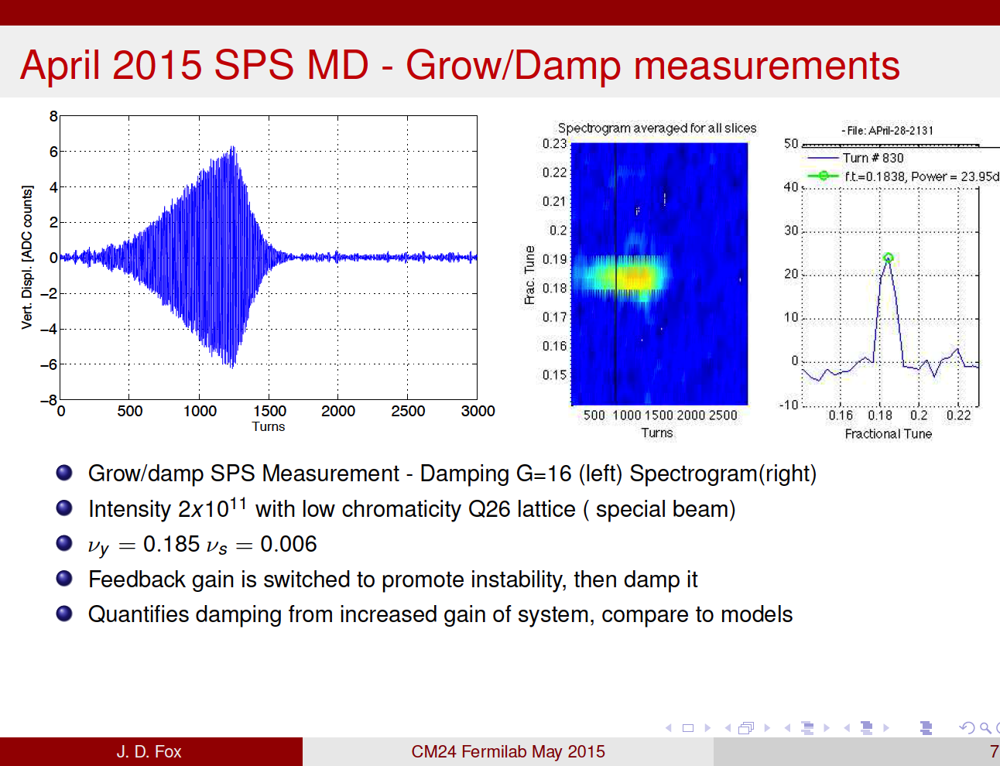 April 2015 SPS MD - Grow/Damp measurements
8
6
4
2
0
−2
−4
−6
−8
Vert. Displ. [ADC counts]
0 500 1000 1500 2000 2500 3000
Turns
Spectrogram averaged for all slices
0.23
0.22
0.21
0.2
0.19
0.18
0.17
0.16
0.15
Frac. Tune
500 1000 1500 2000 2500
Turns
- File: APril-28-2131
50
40
30
20
10
0
-10
Turn # 830
f.t.=0.1838, Power = 23.95d
0.16 0.18 0.2 0.22
Fractional Tune
Grow/damp SPS Measurement - Damping G=16 (left) Spectrogram(right)
Intensity 2x10¹¹ with low chromaticity Q26 lattice ( special beam)
νy = 0.185 νs = 0.006
Feedback gain is switched to promote instability, then damp it
Quantifies damping from increased gain of system, compare to models
J. D. Fox
CM24 Fermilab May 2015
7